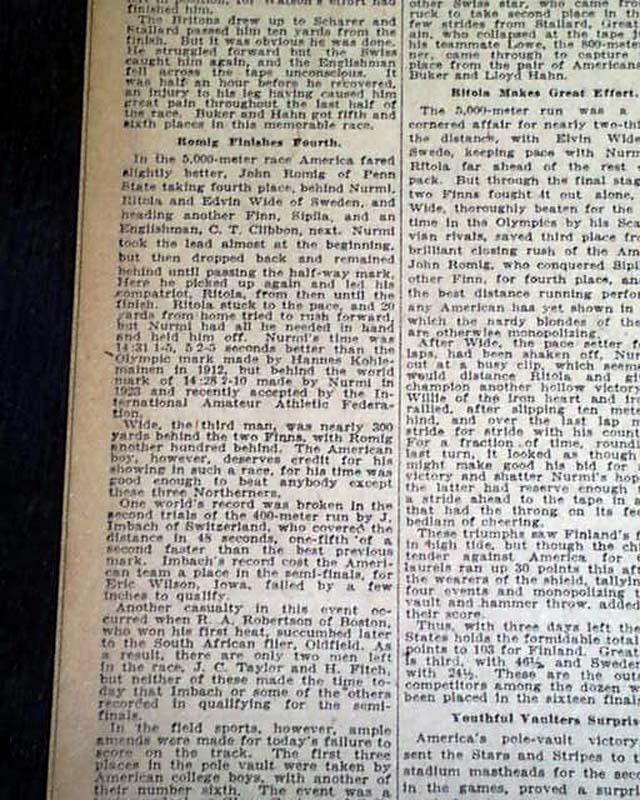 finished him.
The Britons drew up to Scharer and
Stallard passed him ten yards from the
finish. But it was obvious he was done.
He struggled forward but the Swiss
caught him again, and the Englishman
fell across the tape unconscious. It
was half an hour before he recovered,
an injury to his leg having caused him
great pain throughout the last half of
the race. Buker and Hahn got fifth and
sixth places in this memorable race.
Romig Finishes Fourth.
In the 5,000-meter race America fared
slightly better, John Romig of Penn
State taking fourth place, behind Nurmi,
Ritola and Edvin Wide of Sweden, and
heading another Finn, Sipila, and an
Englishman, C. T. Clibbon, next. Nurmi
took the lead almost at the beginning,
but then dropped back and remained
behind until passing the half-way mark.
Here he picked up again and led his
compatriot, Ritola, from then until the
finish. Ritola stuck to the pace, and 20
yards from home tried to rush forward,
but Nurmi had all he needed in hand
and held him off. Nurmi's time was
14:31 1-5, 5 2-5 seconds better than the
Olympic mark made by Hannes Kohle-
mainen in 1912, but behind the world
mark of 14:28 2-10 made by Nurmi in
1923 and recently accepted by the In-
ternational Amateur Athletic Federa-
tion.
Wide, the third man, was nearly 300
yards behind the two Finns, with Romig
another hundred behind. The American
boy, however, deserves credit for his
showing in such a race, for his time was
good enough to beat anybody except
these three Northerners.
One world's record was broken in the
second trials of the 400-meter run by J.
Imbach of Switzerland, who covered the
distance in 48 seconds, one-fifth of a
second faster than the best previous
mark. Imbach's record cost the Ameri-
can team a place in the semi-finals, for
Eric Wilson, Iowa, failed by a few
inches to qualify.
Another casualty in this event oc-
curred when R. A. Robertson of Boston,
who won his first heat, succumbed later
to the South African flier, Oldfield. As
a result, there are only two men left
in the race, J. C. Taylor and H. Fitch,
but neither of these made the time to-
day that Imbach or some of the others
recorded in qualifying for the semi-
finals.
In the field sports, however, ample
amends were made for today's failure to
score on the track. The first three
places in the pole vault were taken by
American college boys, with another of
their number sixth. The event was a
other Swiss star, who came
ruck to take second place in the
few strides from Stallard, Great
ain, who collapsed at the tape
his teammate Lowe, the 800-meter
ner, came through to capture
place from the pair of Americans
Buker and Lloyd Hahn.
Ritola Makes Great Effort.
The 5,000-meter run was a
cornered affair for nearly two-thi
the distance, with Elvin Wide
Swede, keeping pace with Nurm
Ritola far ahead of the rest
pack. But through the final stag
two Finns fought it out alone,
Wide, thoroughly beaten for the
time in the Olympics by his Sca
vian rivals, saved third place fr
brilliant closing rush of the Am
John Romig, who conquered Sipi
other Finn, for fourth place, an
the best distance running perfor
any American has yet shown in
which the hardy blondes of the
are otherwise monopolizing.
After Wide, the pace setter f
laps, had been shaken off, Nu
out at a busy clip, which seem
would distance Ritola and gi
champion another hollow victory
Willie of the iron heart and ir
rallied, after slipping ten met
hind, and over the last lap m
stride for stride with his count
For a fraction of time, round
last turn, it looked as though
might make good his bid for
victory and shatter Nurmi's hop
the latter had reserve enough t
a stride ahead to the tape in
that had the throng on its fe
bedlam of cheering.
These triumphs saw Finland's f
in high tide, but though the ch
tender against America for
laurels ran up 30 points this aft
the wearers of the shield, tallyin
four events and monopolizing t
vault and hammer throw, added
their score.
Thus, with three days left the
States holds the formidable total
points to 103 for Finland. Great
is third, with 46½, and Sweden
with 24½. These are the outs
competitors among the dozen w
been placed in the sixteen final
Youthful Vaulters Surpris
America's pole-vault victory
sent the Stars and Stripes to t
stadium mastheads for the secon
in the games, proved a surpri